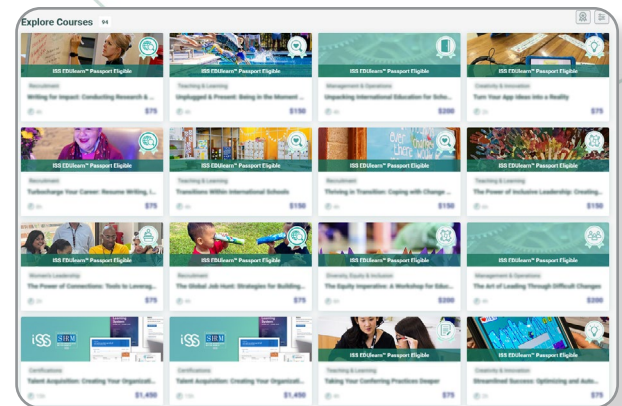 Explore Courses 94
ISS EDUlearn™ Passport Eligible
Recruitment
Writing for Impact: Conducting Research & ...
$75
ISS EDUlearn™ Passport Eligible
Teaching & Learning
Unplugged & Present: Being in the Moment ...
$150
ISS EDUlearn™ Passport Eligible
Management & Operations
Unpacking International Education for Scho...
$200
ISS EDUlearn™ Passport Eligible
Creativity & Innovation
Turn Your App Ideas into a Reality
$75
ISS EDUlearn™ Passport Eligible
Recruitment
Turbocharge Your Career: Resume Writing, I...
$75
ISS EDUlearn™ Passport Eligible
Teaching & Learning
Transitions Within International Schools
$150
Over
there
ISS EDUlearn™ Passport Eligible
Recruitment
Thriving in Transition: Coping with Change ...
$150
ISS EDUlearn™ Passport Eligible
Teaching & Learning
The Power of Inclusive Leadership: Creating...
$150
ISS EDUlearn™ Passport Eligible
Women's Leadership
The Power of Connections: Tools to Leverag...
$75
ISS EDUlearn™ Passport Eligible
Recruitment
The Global Job Hunt: Strategies for Building...
$75
ISS EDUlearn™ Passport Eligible
Diversity, Equity & Inclusion
The Equity Imperative: A Workshop for Educ...
$200
ISS EDUlearn™ Passport Eligible
Management & Operations
The Art of Leading Through Difficult Changes
$200
iSS SHRM
Learning
System
Certifications
Talent Acquisition: Creating Your Organizati...
$1,450
iSS SHRM
Learning
System
Certifications
Talent Acquisition: Creating Your Organizati...
$1,450
ISS EDUlearn™ Passport Eligible
Teaching & Learning
Taking Your Conferring Practices Deeper
$75
ISS EDUlearn™ Passport Eligible
Creativity & Innovation
Streamlined Success: Optimizing and Auto...
$75